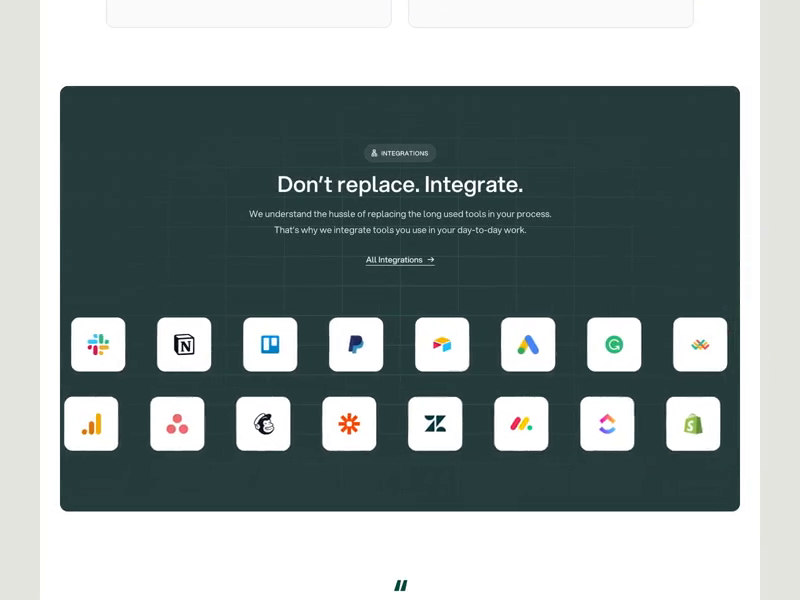 INTEGRATIONS
Don't replace. Integrate.
We understand the hussle of replacing the long used tools in your process.
That's why we integrate tools you use in your day-to-day work.
All Integrations →